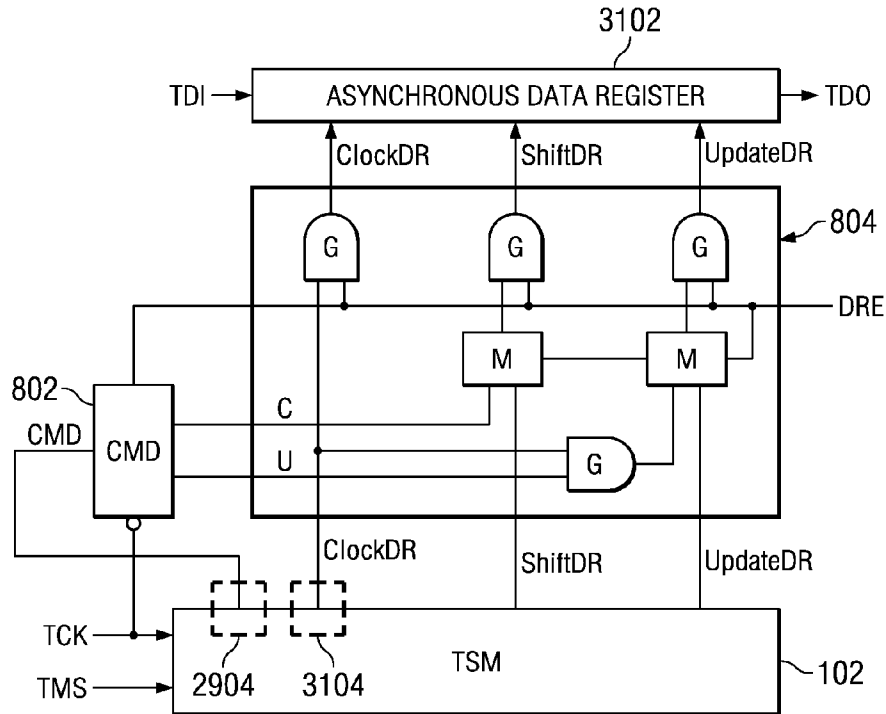 3102
TDI
ASYNCHRONOUS DATA REGISTER
TDO
ClockDR
ShiftDR
UpdateDR
804
G
G
G
DRE
M
M
802
CMD
CMD
C
U
G
ClockDR
ShiftDR
UpdateDR
TCK
TMS
2904
3104
TSM
102